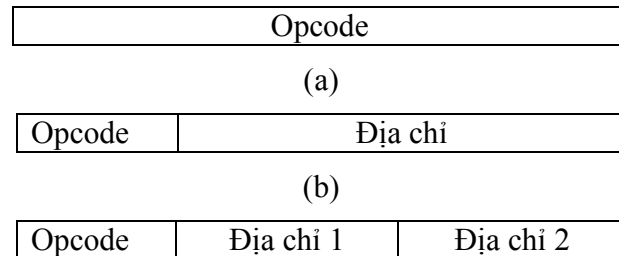 Opcode
(a)
Opcode Địa chỉ
(b)
Opcode Địa chỉ 1 Địa chỉ 2